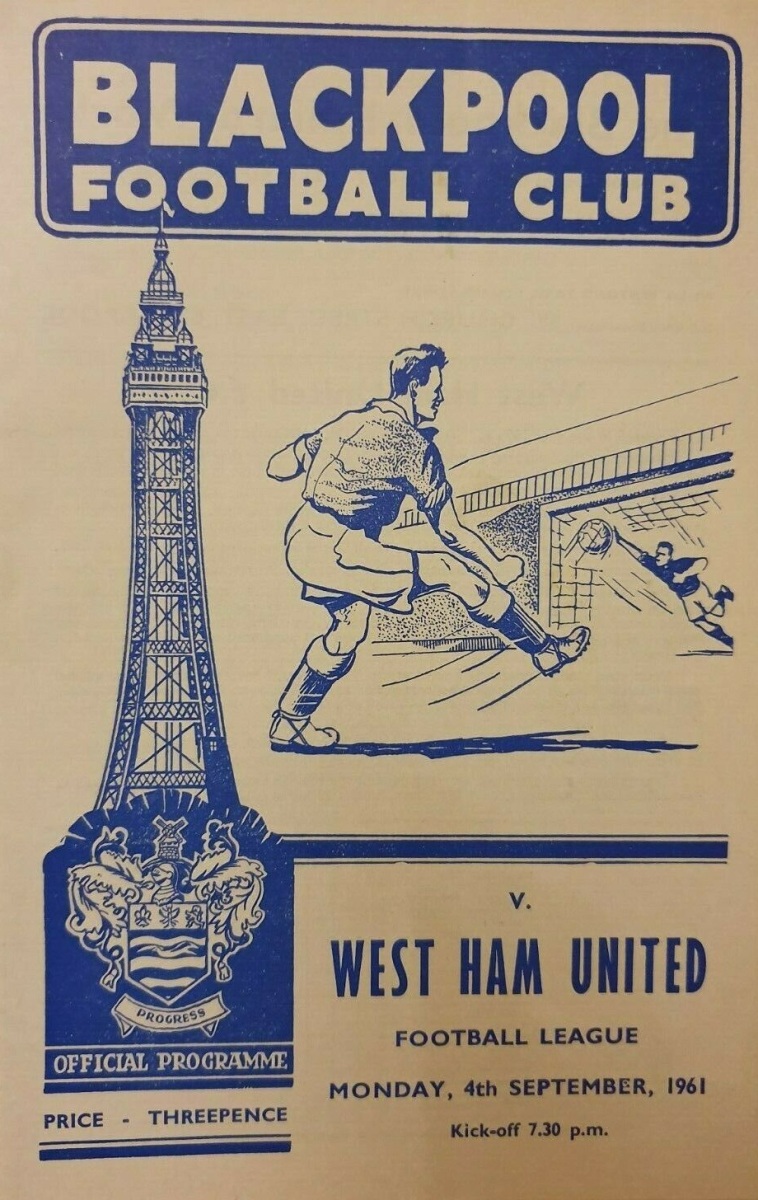 BLACKPOOL
FOOTBALL CLUB
PROGRESS
OFFICIAL PROGRAMME
PRICE - THREEPENCE
V.
WEST HAM UNITED
FOOTBALL LEAGUE
MONDAY, 4th SEPTEMBER, 1961
Kick-off 7.30 p.m.